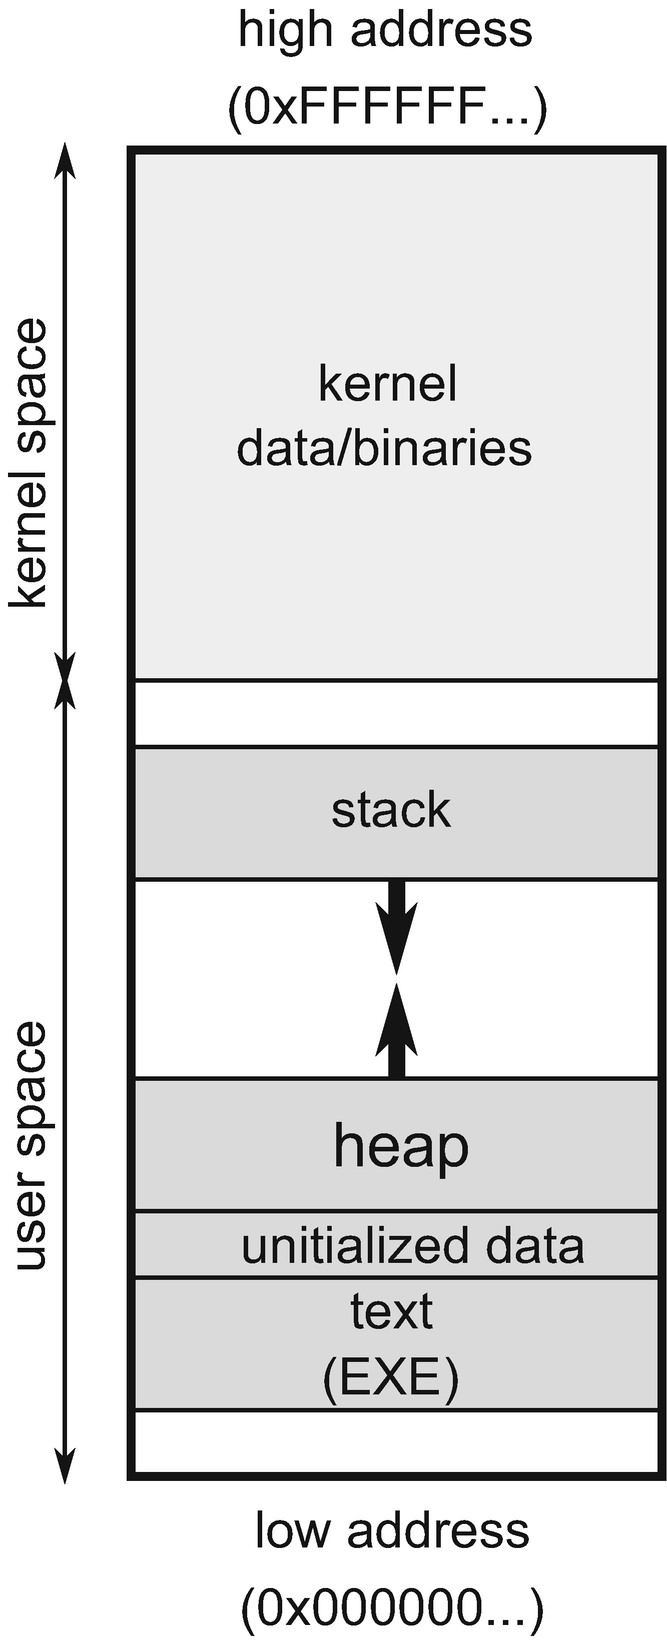 high address
(0xFFFFFF...)
kernel space
kernel
data/binaries
stack
user space
heap
unitialized data
text
(EXE)
low address
(0x000000...)